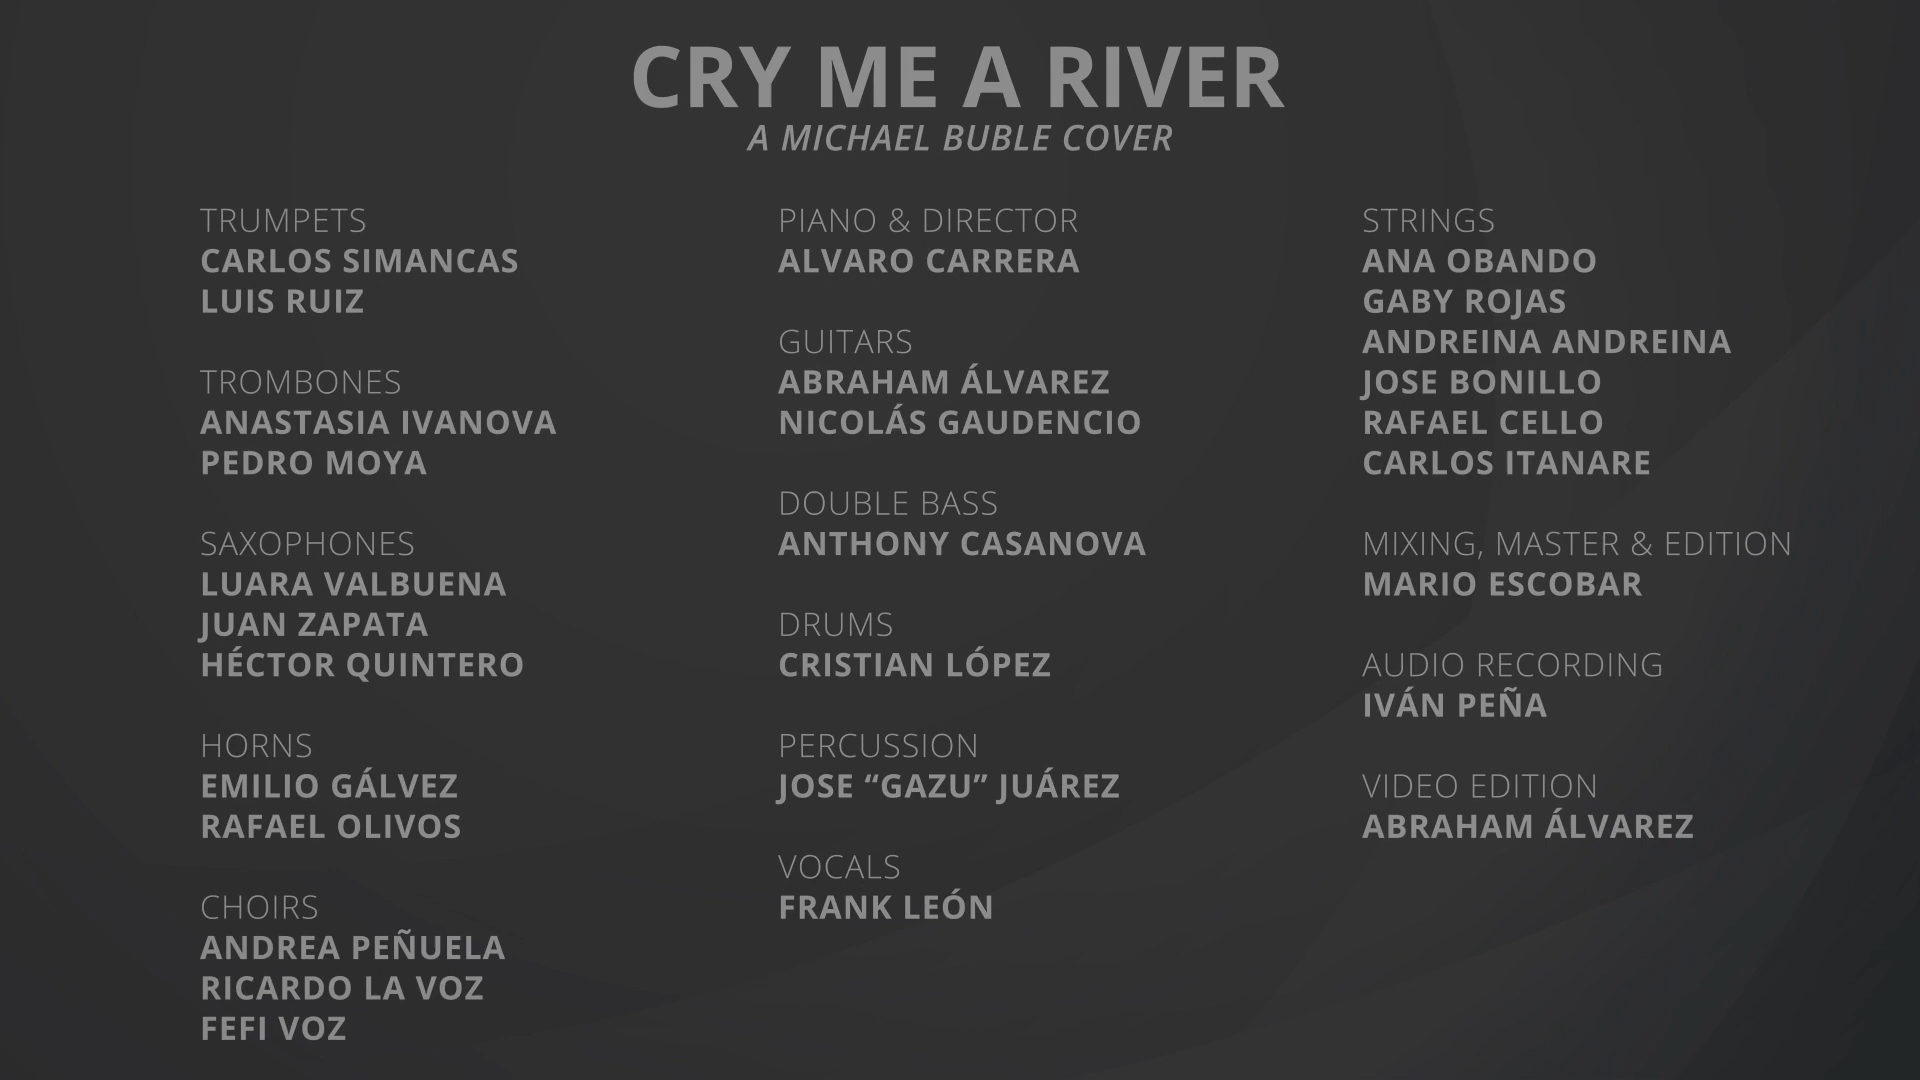 CRY ME A RIVER
A MICHAEL BUBLE COVER
TRUMPETS
CARLOS SIMANCAS
LUIS RUIZ
TROMBONES
ANASTASIA IVANOVA
PEDRO MOYA
SAXOPHONES
LUARA VALBUENA
JUAN ZAPATA
HÉCTOR QUINTERO
HORNS
EMILIO GÁLVEZ
RAFAEL OLIVOS
CHOIRS
ANDREA PEÑUELA
RICARDO LA VOZ
FEFI VOZ
PIANO & DIRECTOR
ALVARO CARRERA
GUITARS
ABRAHAM ÁLVAREZ
NICOLÁS GAUDENCIO
DOUBLE BASS
ANTHONY CASANOVA
DRUMS
CRISTIAN LÓPEZ
PERCUSSION
JOSE “GAZU” JUÁREZ
VOCALS
FRANK LEÓN
STRINGS
ANA OBANDO
GABY ROJAS
ANDREINA ANDREINA
JOSE BONILLO
RAFAEL CELLO
CARLOS ITANARE
MIXING, MASTER & EDITION
MARIO ESCOBAR
AUDIO RECORDING
IVÁN PEÑA
VIDEO EDITION
ABRAHAM ÁLVAREZ